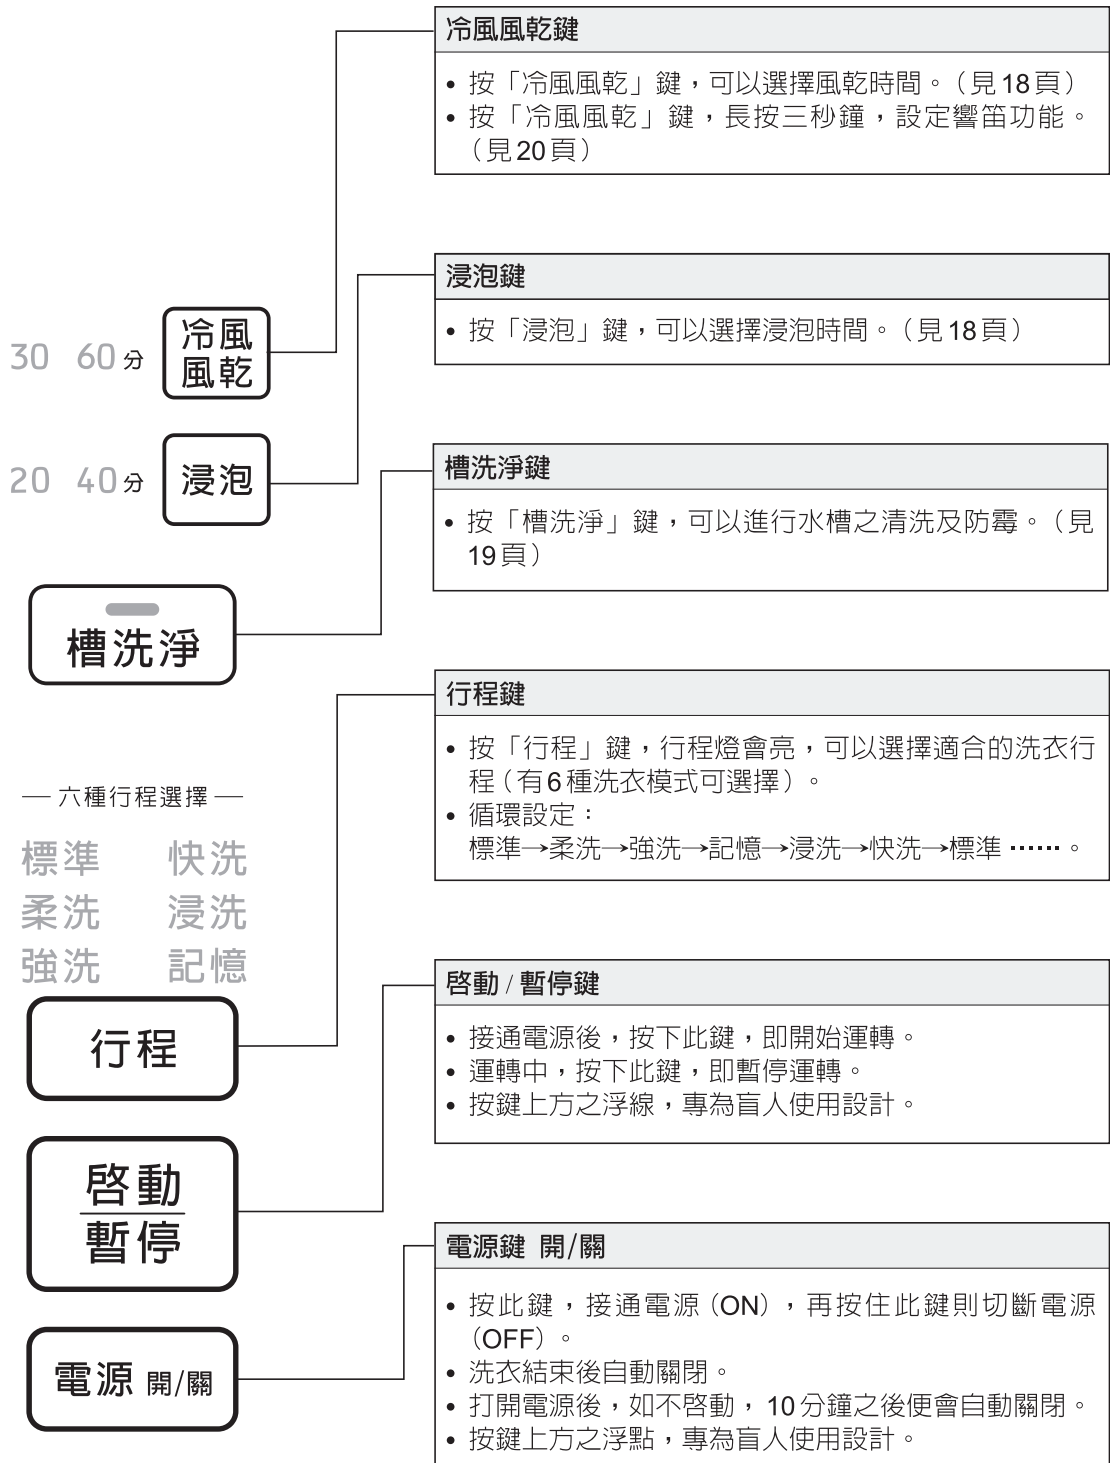 冷風風乾鍵
• 按「冷風風乾」鍵，可以選擇風乾時間。（見18頁）
• 按「冷風風乾」鍵，長按三秒鐘，設定響笛功能。
（見20頁）
浸泡鍵
• 按「浸泡」鍵，可以選擇浸泡時間。（見18頁）
30 60分
冷風
風乾
20 40分
浸泡
槽洗淨鍵
• 按「槽洗淨」鍵，可以進行水槽之清洗及防霉。（見
19頁）
槽洗淨
行程鍵
• 按「行程」鍵，行程燈會亮，可以選擇適合的洗衣行
程（有6種洗衣模式可選擇）。
• 循環設定：
標準→柔洗→強洗→記憶→浸洗→快洗→標準……。
— 六種行程選擇 —
標準 快洗
柔洗 浸洗
強洗 記憶
行程
啓動 / 暫停鍵
• 接通電源後，按下此鍵，即開始運轉。
• 運轉中，按下此鍵，即暫停運轉。
• 按鍵上方之浮線，專為盲人使用設計。
啓動
暫停
電源鍵 開/關
• 按此鍵，接通電源（ON），再按住此鍵則切斷電源
（OFF）。
• 洗衣結束後自動關閉。
• 打開電源後，如不啓動，10分鐘之後便會自動關閉。
• 按鍵上方之浮點，專為盲人使用設計。
電源 開/關